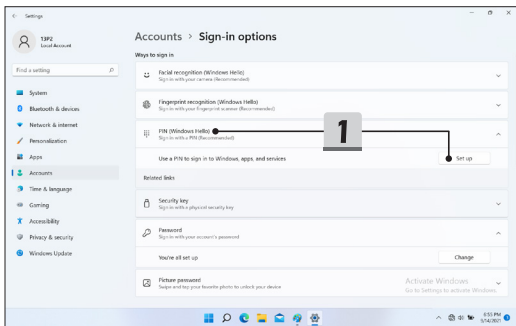 Settings
13P2
Local Account
Find a setting
System
Bluetooth & devices
Network & internet
Personalization
Apps
Accounts
Time & language
Gaming
Accessibility
Privacy & security
Windows Update
Accounts > Sign-in options
Ways to sign in
Facial recognition (Windows Hello)
Sign in with your camera (Recommended)
Fingerprint recognition (Windows Hello)
Sign in with your fingerprint scanner (Recommended)
PIN (Windows Hello)
Sign in with a PIN (Recommended)
1
Use a PIN to sign in to Windows, apps, and services
Set up
Related links
Security key
Sign in with a physical security key
Password
Sign in with your account's password
You're all set up
Change
Picture password
Swipe and tap your favorite photo to unlock your device
Activate Windows
Go to Settings to activate Windows.
6:55 PM
9/14/2021